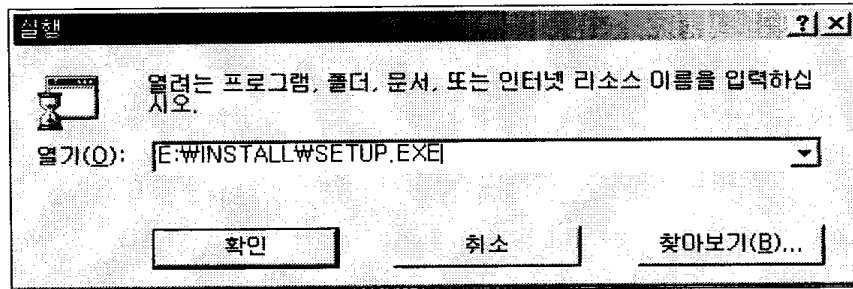 실행
열려는 프로그램, 폴더, 문서, 또는 인터넷 리소스 이름을 입력하십
시오.
열기(O): E:₩INSTALL₩SETUP.EXE
확인 취소 찾아보기(B)...